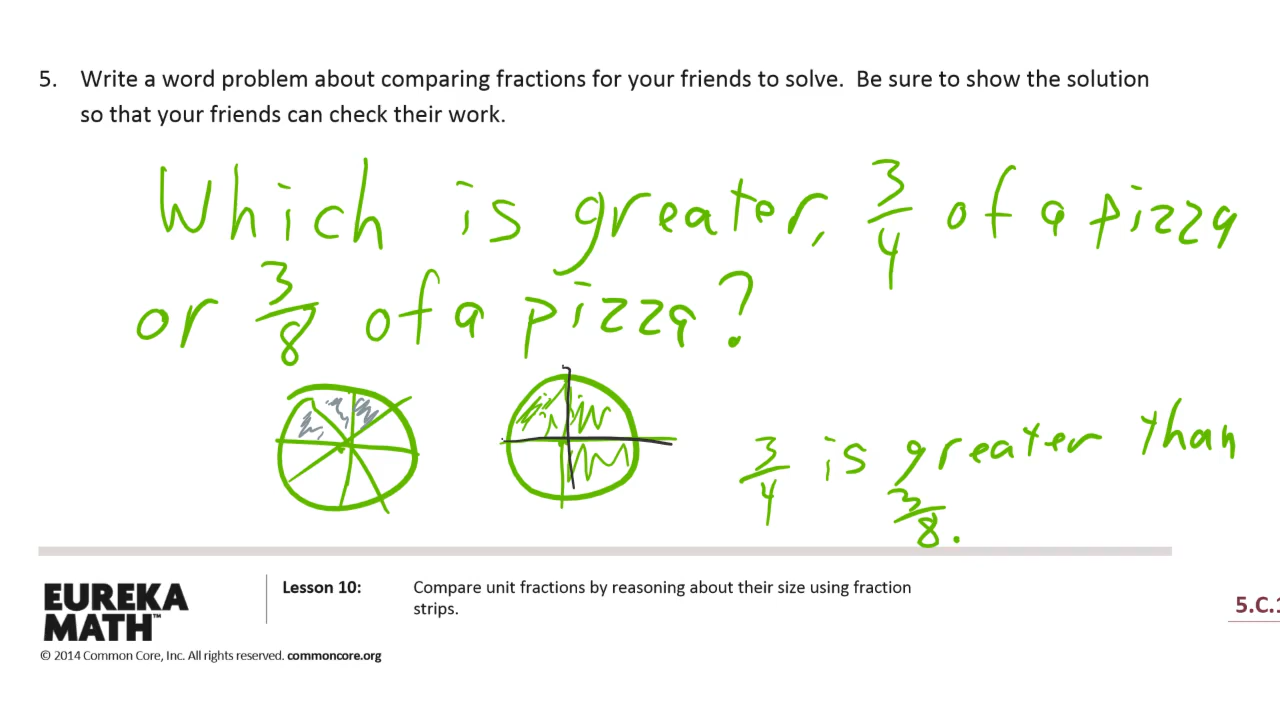 5. Write a word problem about comparing fractions for your friends to solve. Be sure to show the solution
so that your friends can check their work.
Which is greater, 3/4 of a pizza
or 3/8 of a pizza?
3/4 is greater than
3/8.
EUREKA
MATH™
Lesson 10:
Compare unit fractions by reasoning about their size using fraction
strips.
5.C.1
© 2014 Common Core, Inc. All rights reserved. commoncore.org